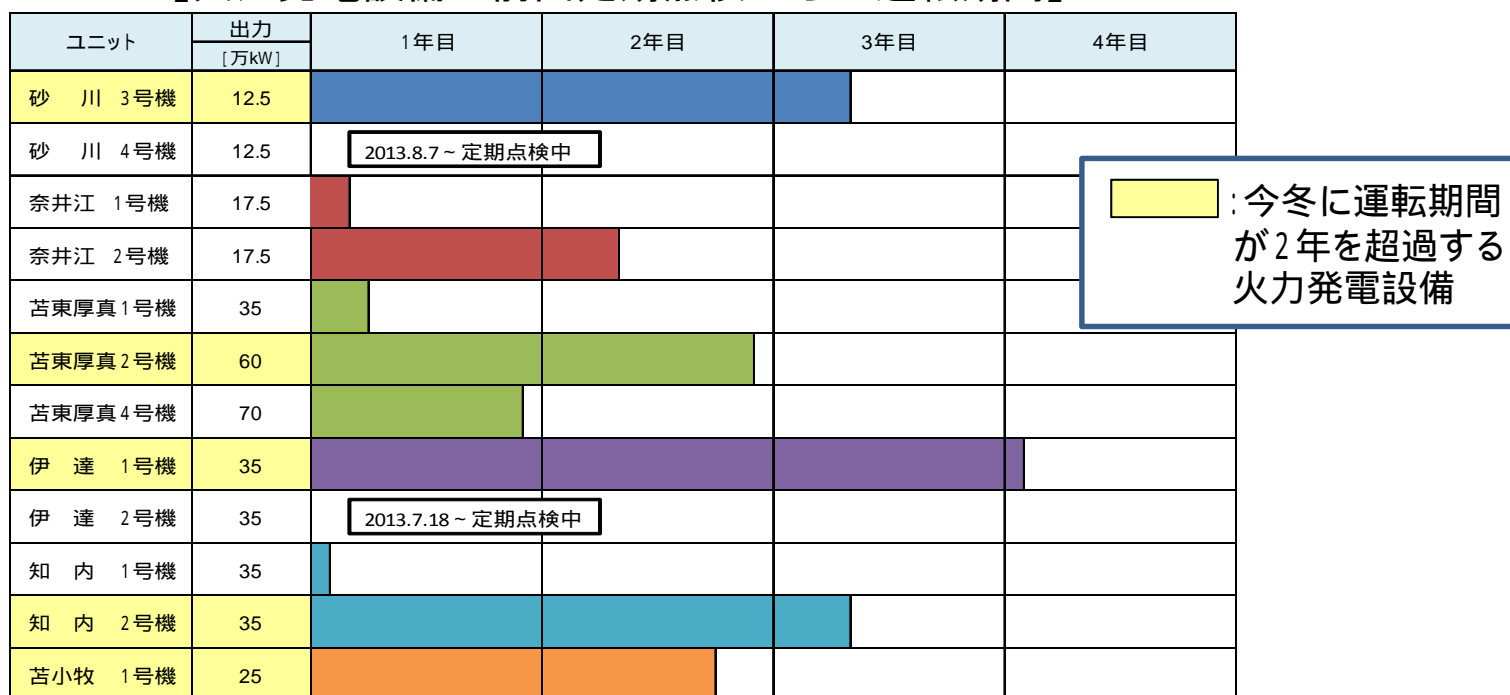 ユニット 出力 1年目 2年目 3年目 4年目
[万kW]
砂 川 3号機 12.5
砂 川 4号機 12.5 2013.8.7~定期点検中
奈井江 1号機 17.5
奈井江 2号機 17.5
苫東厚真1号機 35
苫東厚真2号機 60
苫東厚真4号機 70
伊 達 1号機 35
伊 達 2号機 35 2013.7.18~定期点検中
知 内 1号機 35
知 内 2号機 35
苫小牧 1号機 25
:今冬に運転期間
が2年を超過する
火力発電設備